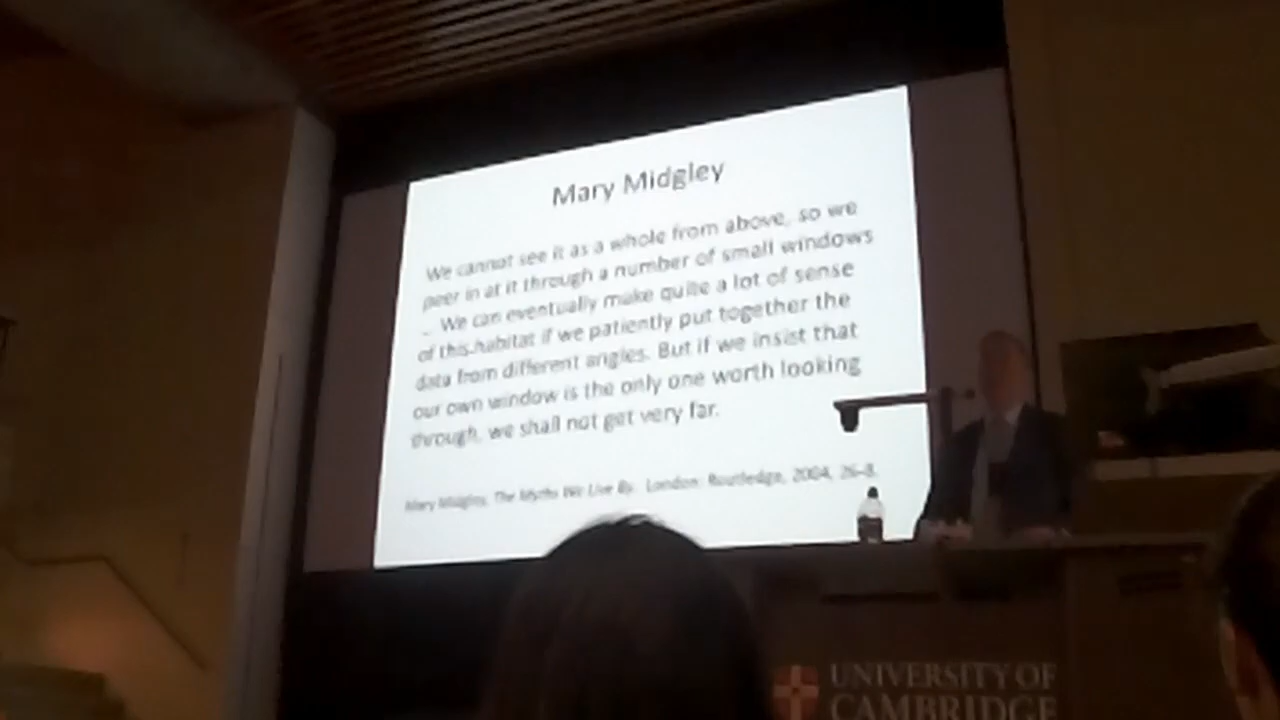 Mary Midgley
We cannot see it as a whole from above, so we
peer in at it through a number of small windows
... We can eventually make quite a lot of sense
of this habitat if we patiently put together the
data from different angles. But if we insist that
our own window is the only one worth looking
through, we shall not get very far.
Mary Midgley, The Myths We Live By. London: Routledge, 2004, 26-8.
UNIVERSITY OF
CAMBRIDGE